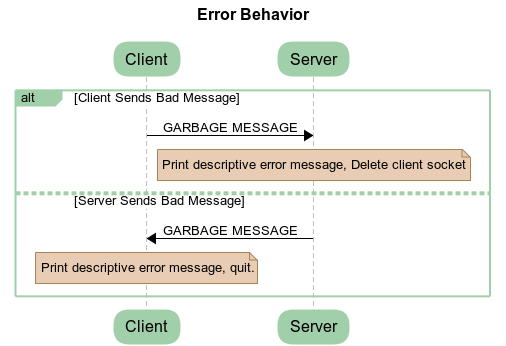 Error Behavior
Client Server
alt [Client Sends Bad Message]
GARBAGE MESSAGE
Print descriptive error message, Delete client socket
[Server Sends Bad Message]
GARBAGE MESSAGE
Print descriptive error message, quit.
Client Server